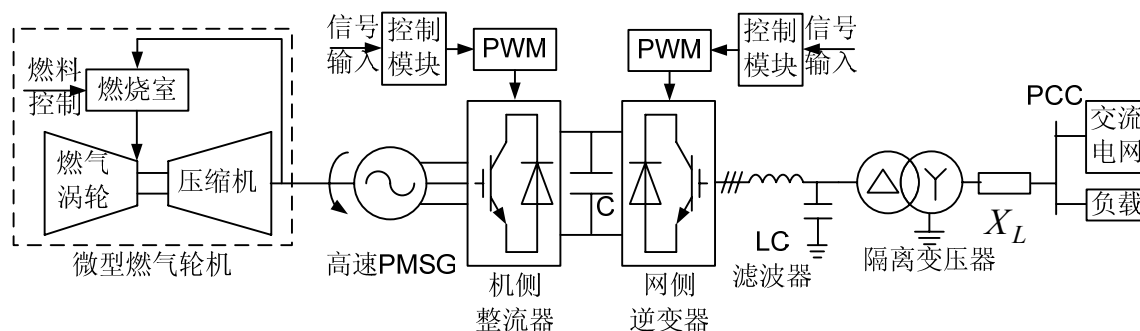 信号
输入
控制
模块
PWM
PWM
控制
模块
信号
输入
燃料
控制
燃烧室
燃气
涡轮
压缩机
微型燃气轮机
高速PMSG
机侧
整流器
C
网侧
逆变器
LC
滤波器
隔离变压器
X_L
PCC
交流
电网
负载